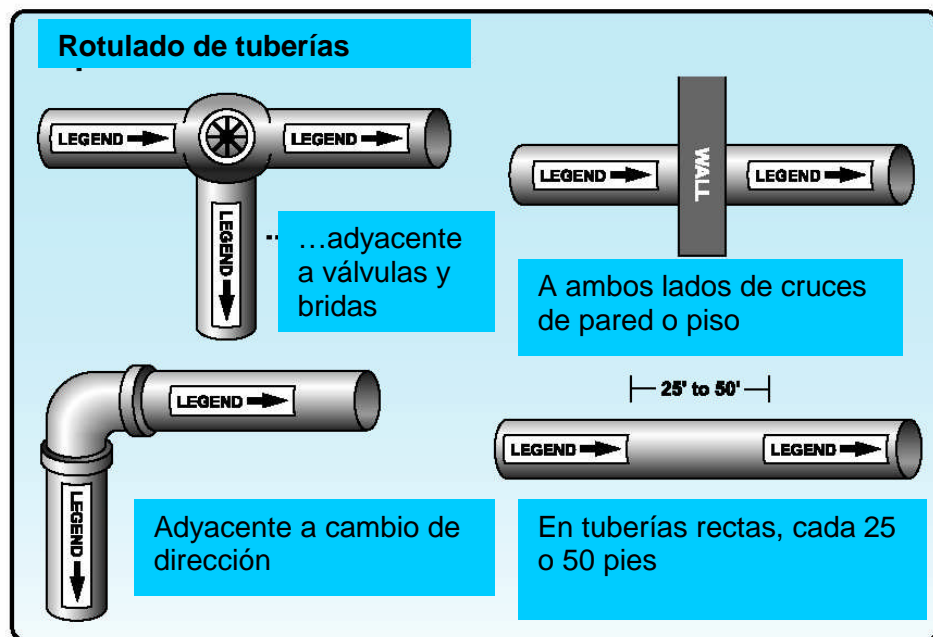 Rotulado de tuberías
LEGEND
LEGEND
LEGEND
…adyacente
a válvulas y
bridas
LEGEND
WALL
LEGEND
A ambos lados de cruces
de pared o piso
LEGEND
LEGEND
Adyacente a cambio de
dirección
25' to 50'
LEGEND
LEGEND
En tuberías rectas, cada 25
o 50 pies